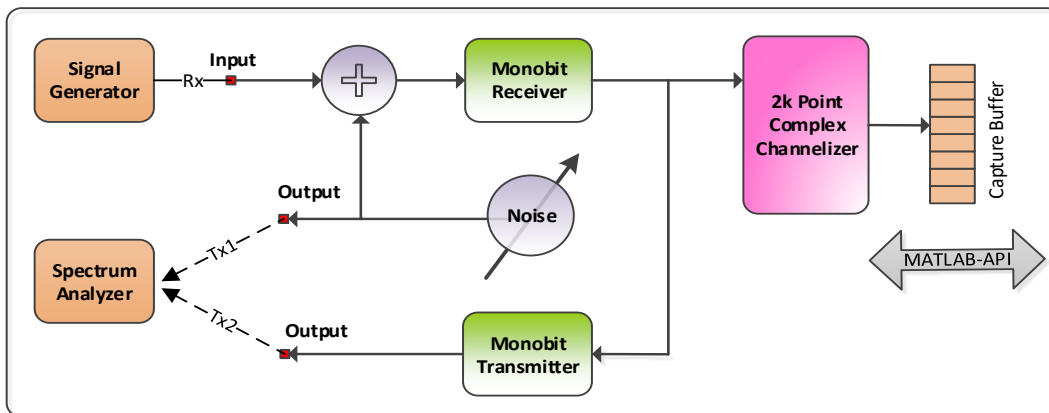 Signal
Generator
Rx
Input
Monobit
Receiver
2k Point
Complex
Channelizer
Capture Buffer
Output
Noise
Tx1
Spectrum
Analyzer
MATLAB-API
Tx2
Output
Monobit
Transmitter